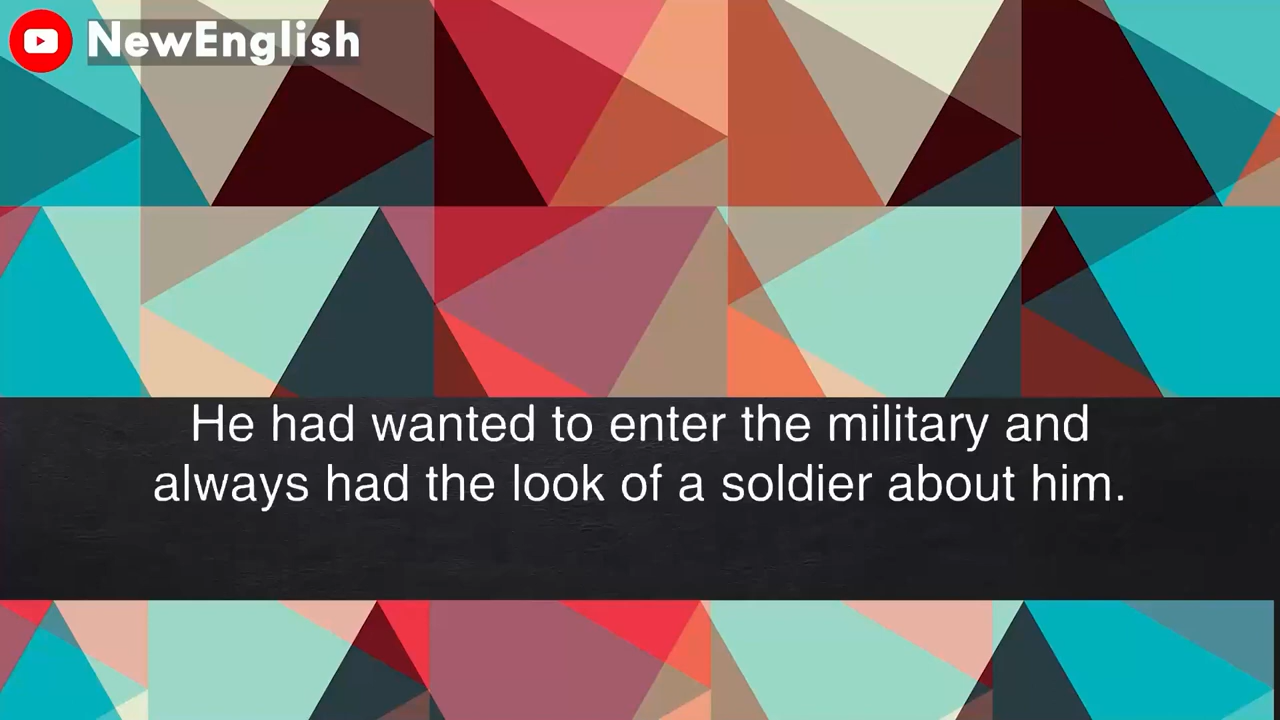 NewEnglish
He had wanted to enter the military and
always had the look of a soldier about him.